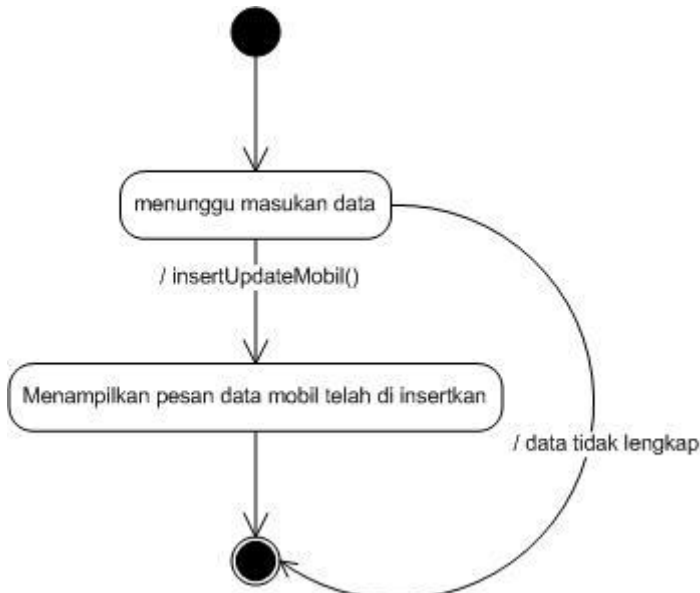 menunggu masukan data
/ insertUpdateMobil()
Menampilkan pesan data mobil telah di insertkan
/ data tidak lengkap